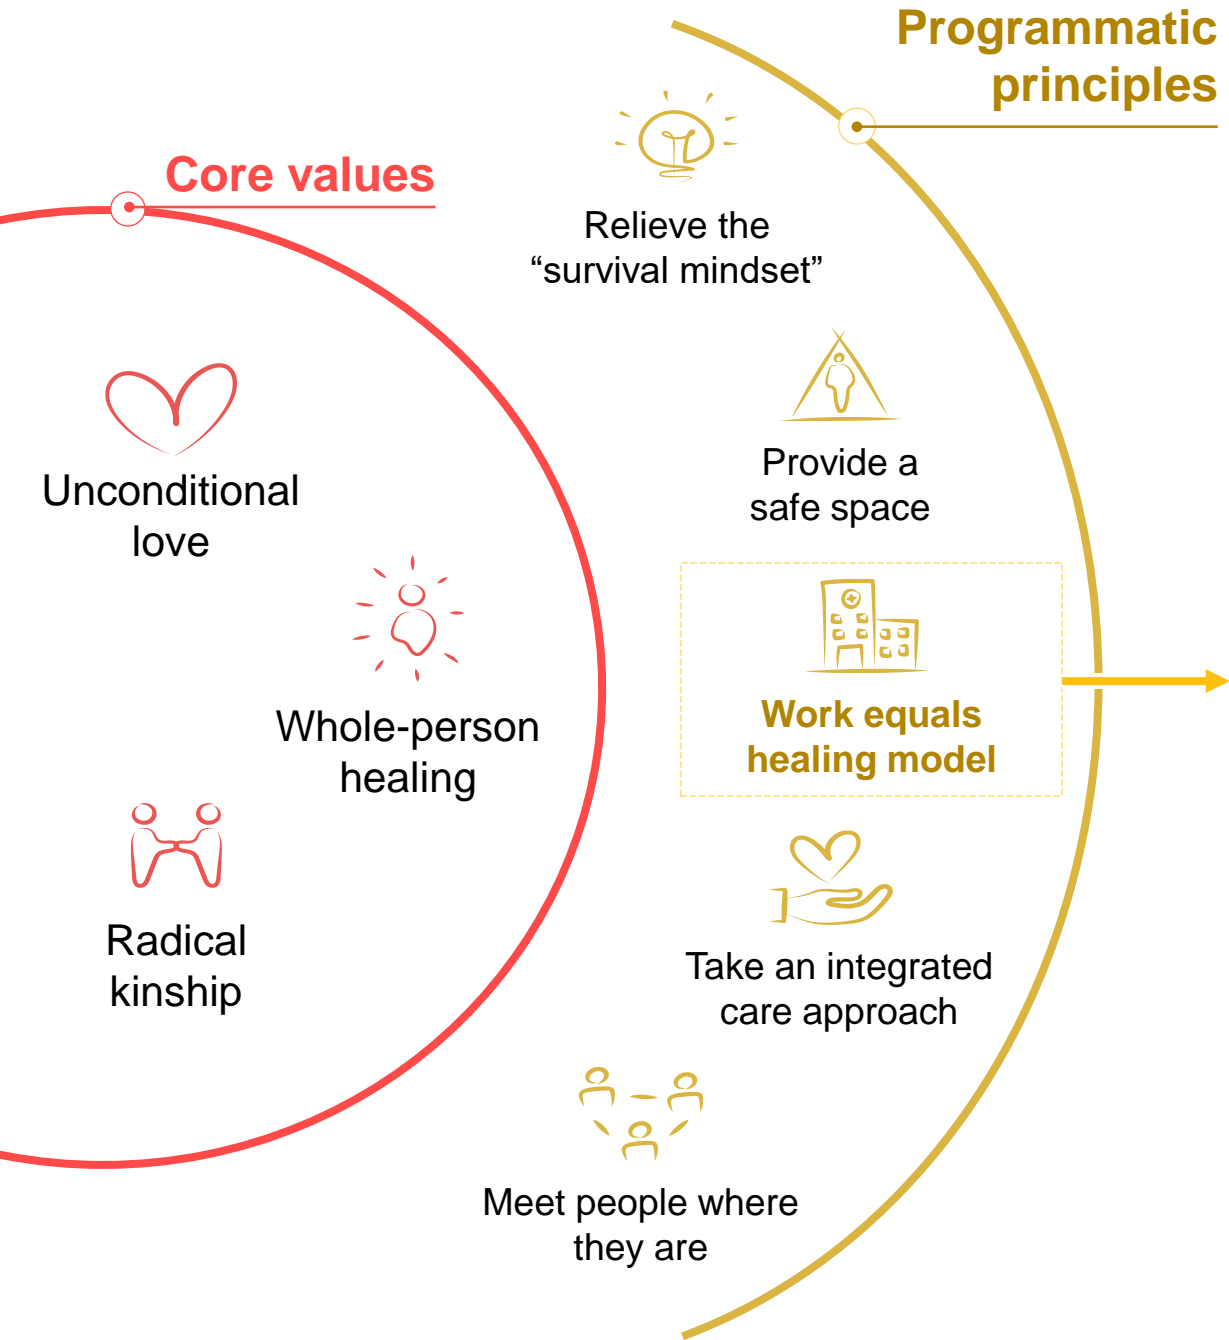 Programmatic
principles
Core values
Relieve the
“survival mindset”
Provide a
safe space
Unconditional
love
Whole-person
healing
Work equals
healing model
Radical
kinship
Take an integrated
care approach
Meet people where
they are